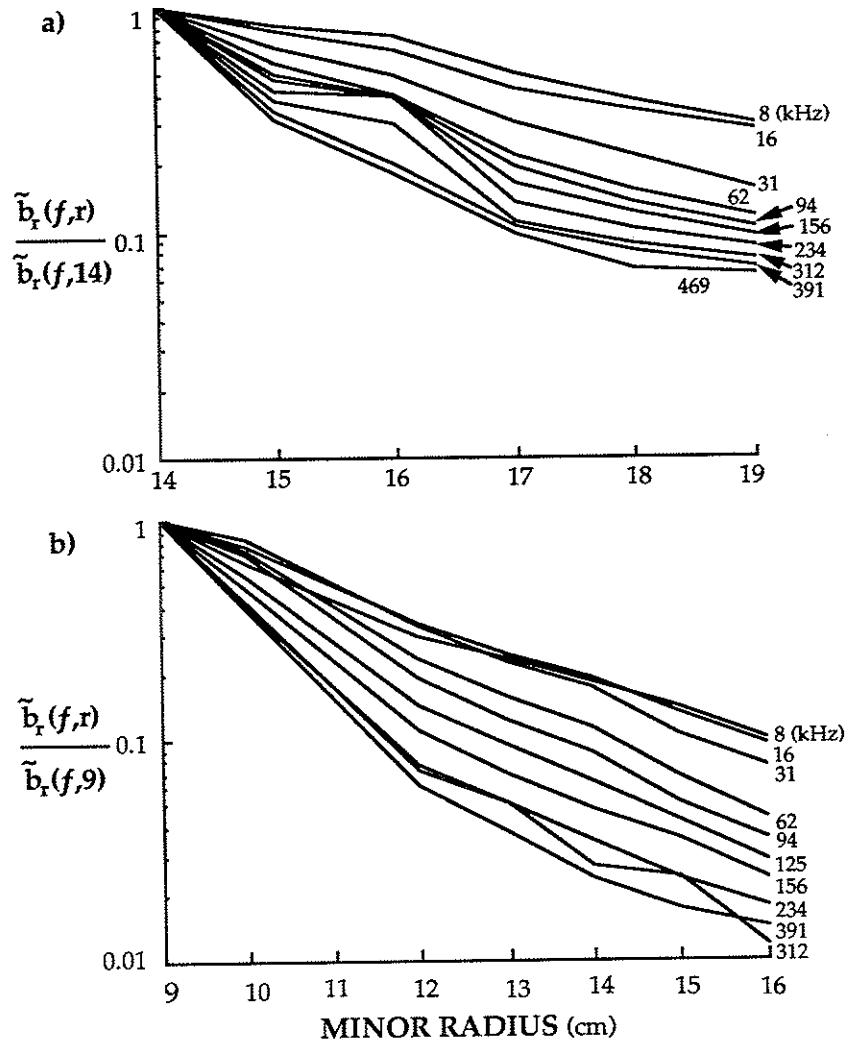 a)
1
0.1
0.01
b̃r(f,r)
b̃r(f,14)
8 (kHz)
16
31
62
94
156
234
312
391
469
14 15 16 17 18 19
b)
1
0.1
0.01
b̃r(f,r)
b̃r(f,9)
8 (kHz)
16
31
62
94
125
156
234
391
312
9 10 11 12 13 14 15 16
MINOR RADIUS (cm)